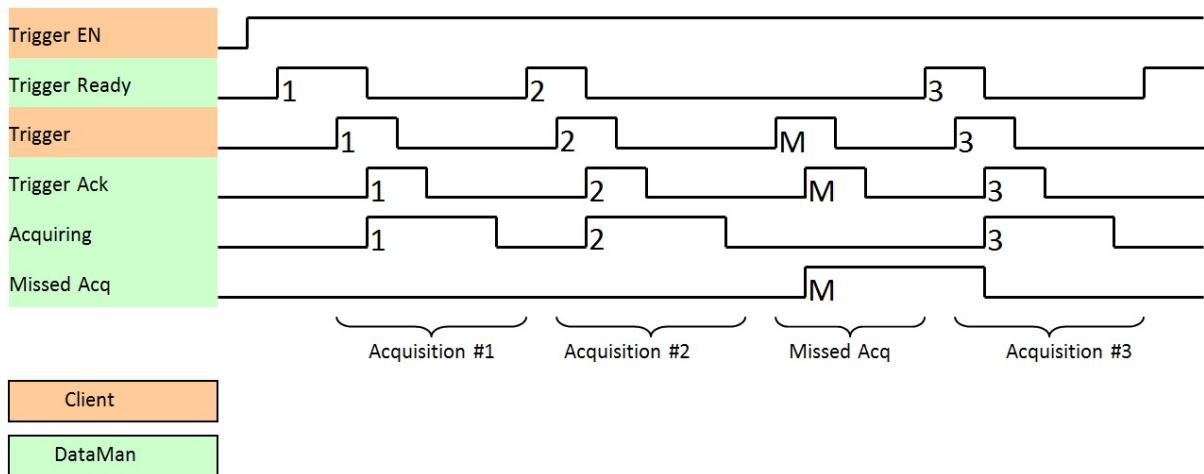 Trigger EN
Trigger Ready 1 2 3
Trigger 1 2 M 3
Trigger Ack 1 2 M 3
Acquiring 1 2 3
Missed Acq M
Acquisition #1 Acquisition #2 Missed Acq Acquisition #3
Client
DataMan